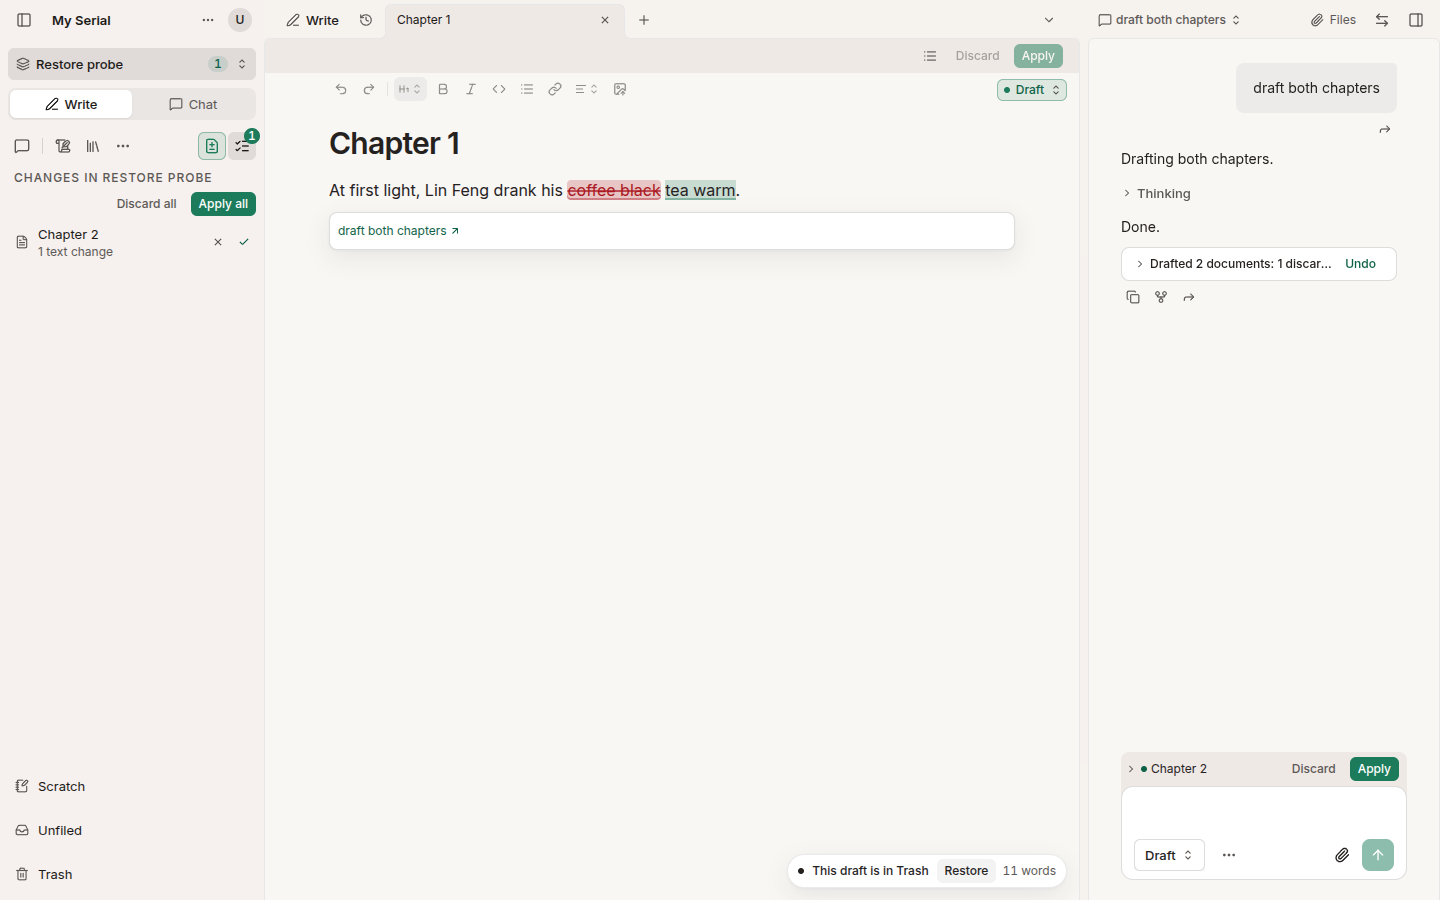 My Serial
U
Write
Chapter 1
draft both chapters
Files
Restore probe
1
Discard
Apply
Write
Chat
H1
Draft
1
CHANGES IN RESTORE PROBE
Discard all
Apply all
Chapter 2
1 text change
Chapter 1
At first light, Lin Feng drank his coffee black tea warm.
draft both chapters
draft both chapters
Drafting both chapters.
Thinking
Done.
Drafted 2 documents: 1 discar...
Undo
Chapter 2
Discard
Apply
Draft
Scratch
Unfiled
Trash
This draft is in Trash
Restore
11 words